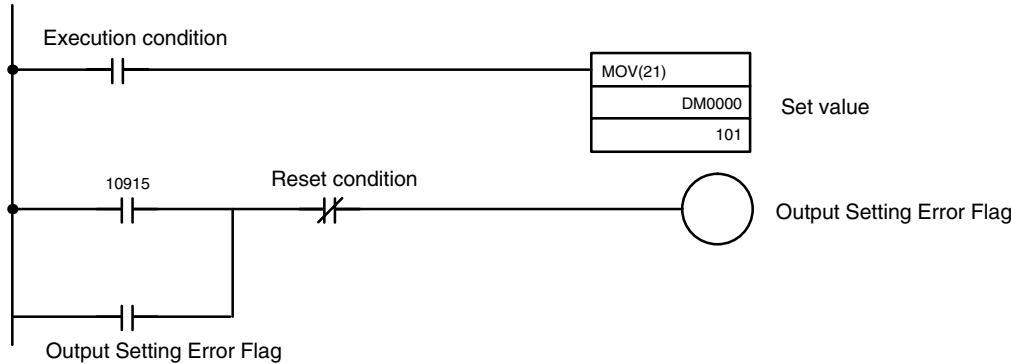 Execution condition
MOV(21)
DM0000
Set value
101
10915
Reset condition
Output Setting Error Flag
Output Setting Error Flag